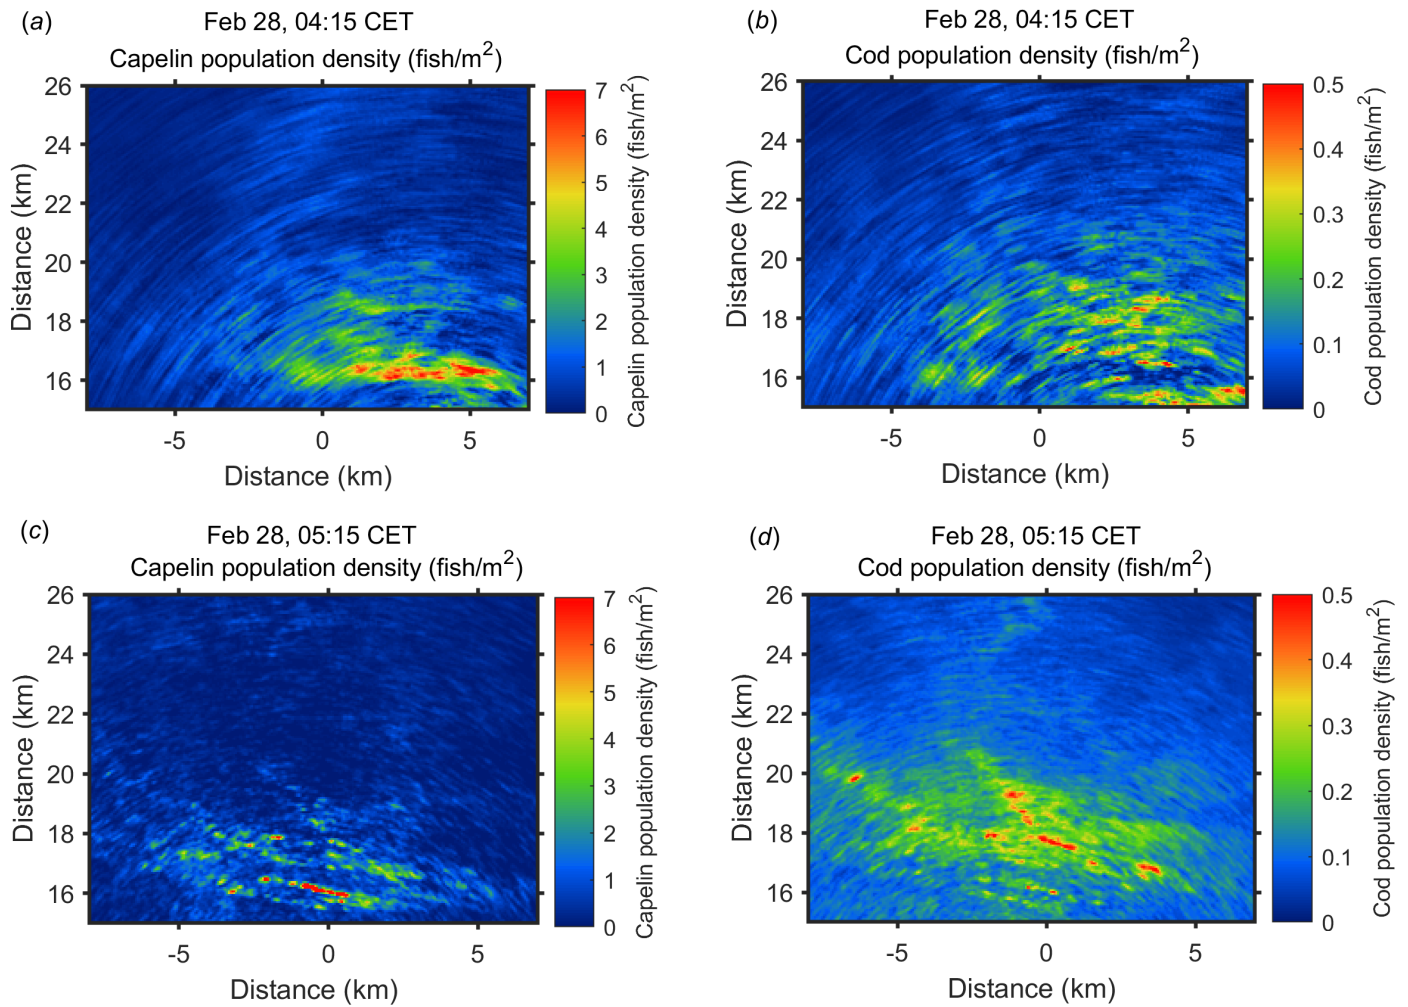 (a)
Feb 28, 04:15 CET
Capelin population density (fish/m²)
26
24
22
20
18
16
-5
0
5
Distance (km)
Distance (km)
7
6
5
4
3
2
1
0
Capelin population density (fish/m²)
(b)
Feb 28, 04:15 CET
Cod population density (fish/m²)
26
24
22
20
18
16
-5
0
5
Distance (km)
Distance (km)
0.5
0.4
0.3
0.2
0.1
0
Cod population density (fish/m²)
(c)
Feb 28, 05:15 CET
Capelin population density (fish/m²)
26
24
22
20
18
16
-5
0
5
Distance (km)
Distance (km)
7
6
5
4
3
2
1
0
Capelin population density (fish/m²)
(d)
Feb 28, 05:15 CET
Cod population density (fish/m²)
26
24
22
20
18
16
-5
0
5
Distance (km)
Distance (km)
0.5
0.4
0.3
0.2
0.1
0
Cod population density (fish/m²)